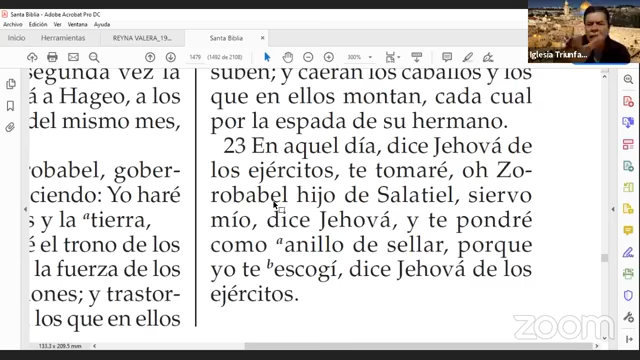 Santa Biblia - Adobe Acrobat Pro DC
Archivo Edición Ver Ventana Ayuda
Inicio Herramientas REYNA VALERA_19... Santa Biblia ×
1479 (1492 de 2108) 300%
Iglesia Triunfa...
segunda vez la
á a Hageo, a los
del mismo mes,
robabel, gober-
ciendo: Yo haré
s y la ᵃtierra,
é el trono de los
la fuerza de los
ones; y trastor-
los que en ellos
suben; y caerán los caballos y los
que en ellos montan, cada cual
por la espada de su hermano.
23 En aquel día, dice Jehová de
los ejércitos, te tomaré, oh Zo-
robabel hijo de Salatiel, siervo
mío, dice Jehová, y te pondré
como ᵃanillo de sellar, porque
yo te ᵇescogí, dice Jehová de los
ejércitos.
133.3 x 209.5 mm
zoom